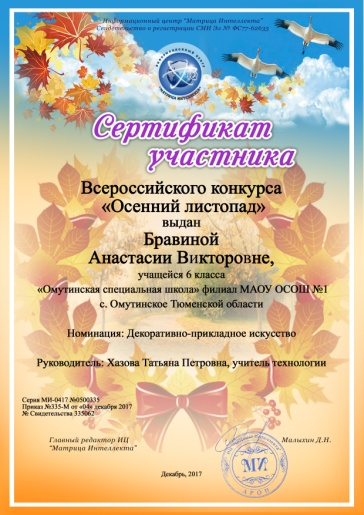 Информационный центр "Матрица Интеллекта"
Свидетельство о регистрации СМИ Эл № ФС77-62035
Сертификат
участника
Всероссийского конкурса
«Осенний листопад»
выдан
Бравиной
Анастасии Викторовне,
учащейся 6 класса
«Омутинская специальная школа» филиал МАОУ ОСОШ №1
с. Омутинское Тюменской области
Номинация: Декоративно-прикладное искусство
Руководитель: Хазова Татьяна Петровна, учитель технологии
Серия МИ-0417 №0500335
Приказ №335-М от «04» декабря 2017
№ Свидетельства 335062
Главный редактор ИЦ
"Матрица Интеллекта"
Малыхин Д.Н.
МИ
Декабрь, 2017